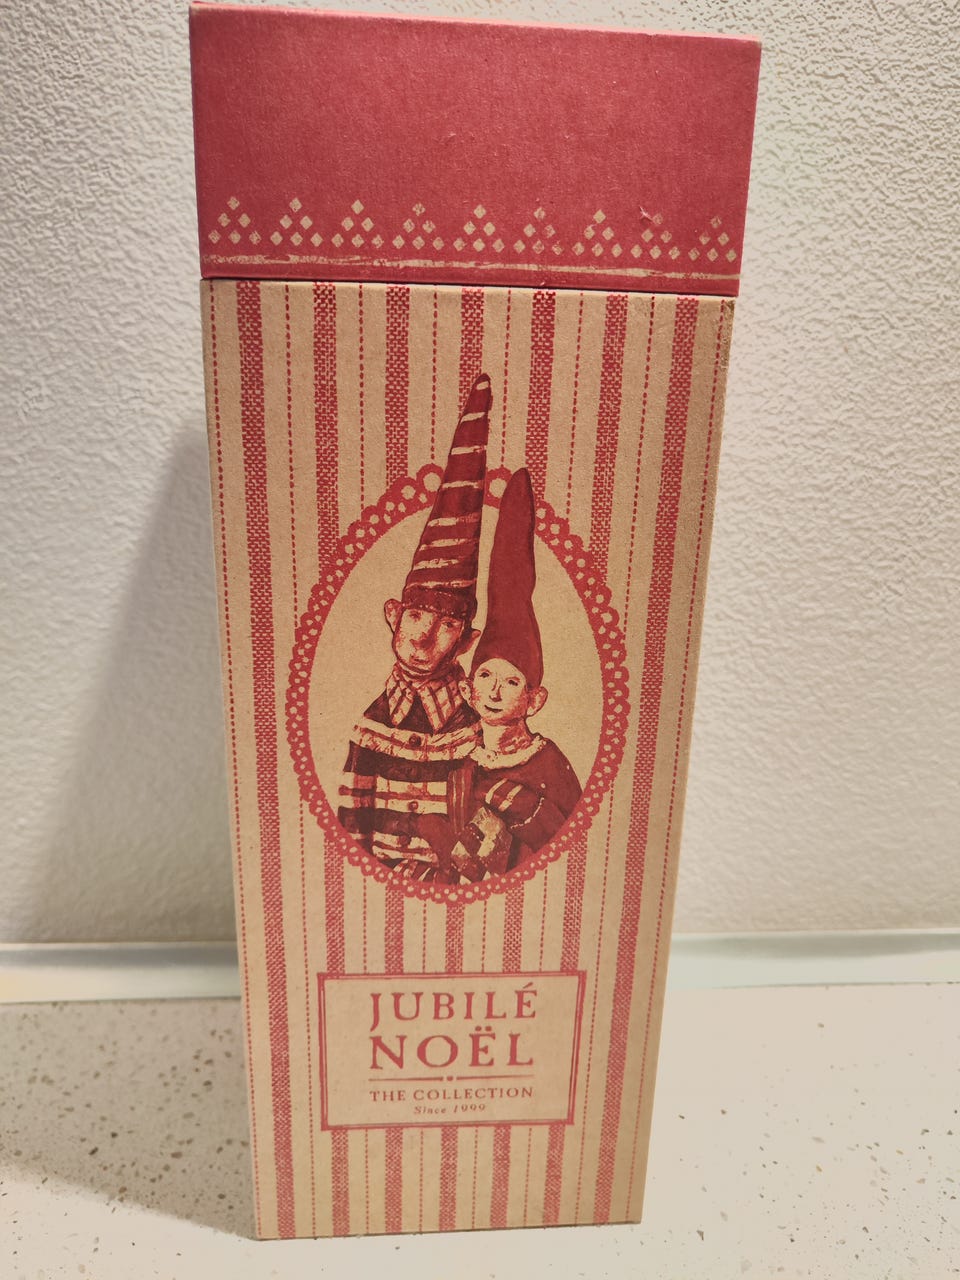 JUBILÉ
NOËL
THE COLLECTION
Since 1999